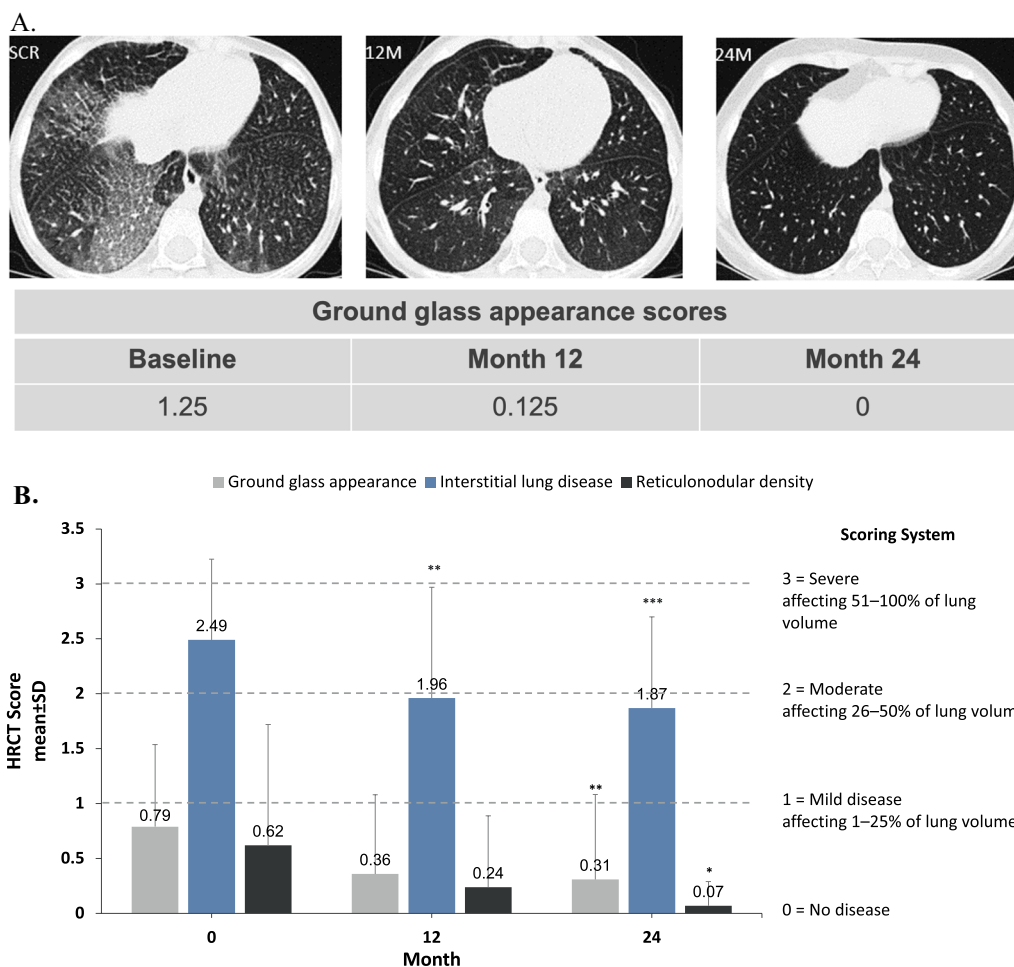 A.
SCR
12M
24M
Ground glass appearance scores
Baseline
Month 12
Month 24
1.25
0.125
0
B.
Ground glass appearance
Interstitial lung disease
Reticulonodular density
HRCT Score
mean±SD
3.5
3
2.5
2
1.5
1
0.5
0
0.79
2.49
0.62
0.36
**
1.96
0.24
**
0.31
***
1.87
*
0.07
0
12
24
Month
Scoring System
3 = Severe
affecting 51–100% of lung
volume
2 = Moderate
affecting 26–50% of lung volum
1 = Mild disease
affecting 1–25% of lung volume
0 = No disease